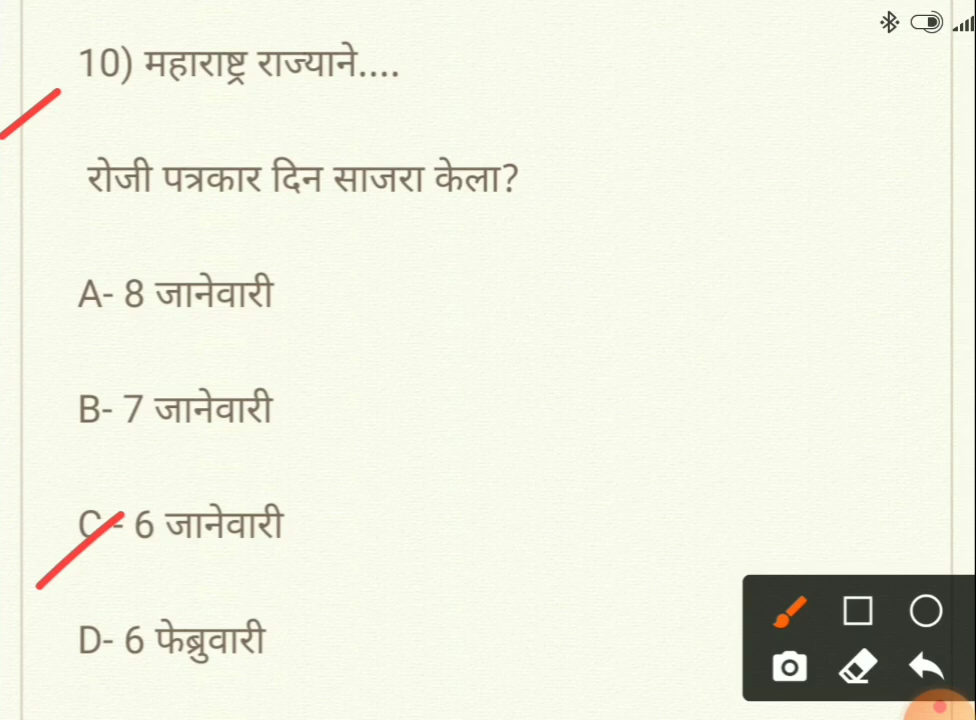 10) महाराष्ट्र राज्याने....
रोजी पत्रकार दिन साजरा केला?
A- 8 जानेवारी
B- 7 जानेवारी
C - 6 जानेवारी
D- 6 फेब्रुवारी